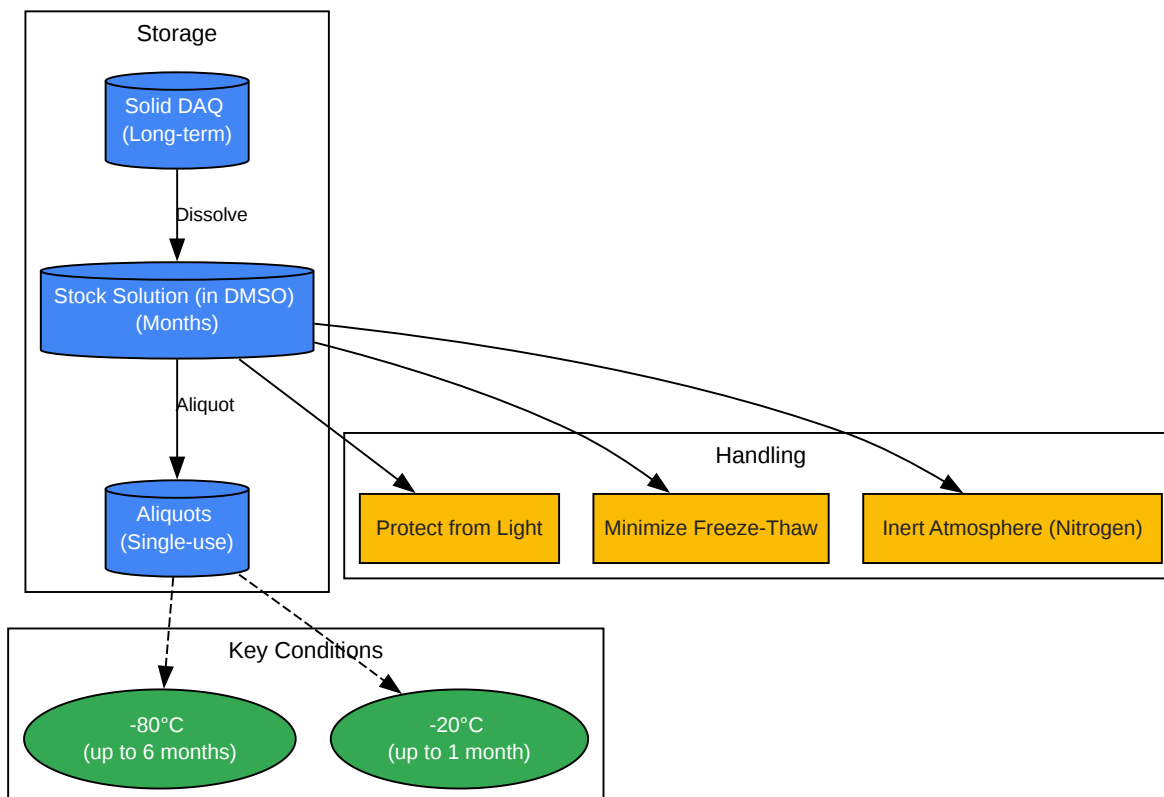 Storage
Solid DAQ
(Long-term)
Dissolve
Stock Solution (in DMSO)
(Months)
Aliquot
Aliquots
(Single-use)
Handling
Protect from Light
Minimize Freeze-Thaw
Inert Atmosphere (Nitrogen)
Key Conditions
-80°C
(up to 6 months)
-20°C
(up to 1 month)